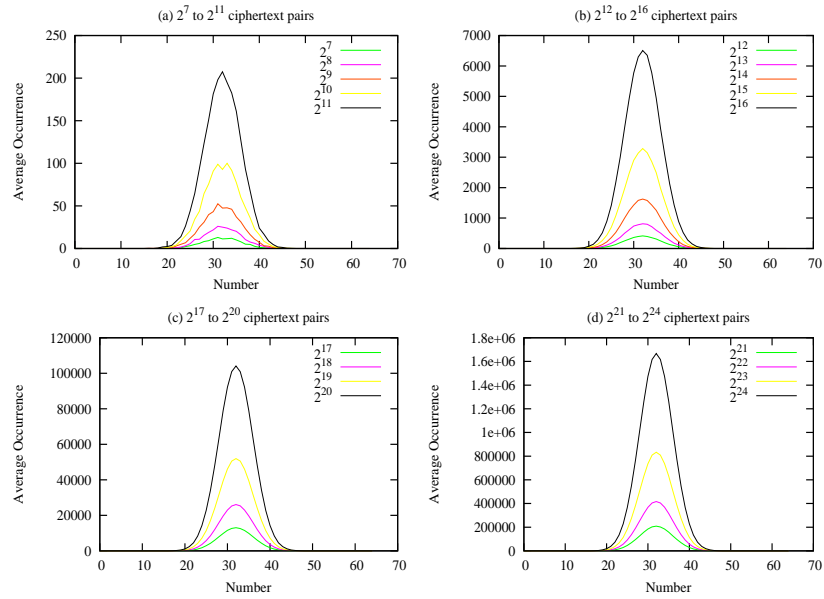 (a) 2^7 to 2^11 ciphertext pairs
250
200
150
100
50
0
0 10 20 30 40 50 60 70
Average Occurrence
Number
2^7
2^8
2^9
2^10
2^11
(b) 2^12 to 2^16 ciphertext pairs
7000
6000
5000
4000
3000
2000
1000
0
0 10 20 30 40 50 60 70
Average Occurrence
Number
2^12
2^13
2^14
2^15
2^16
(c) 2^17 to 2^20 ciphertext pairs
120000
100000
80000
60000
40000
20000
0
0 10 20 30 40 50 60 70
Average Occurrence
Number
2^17
2^18
2^19
2^20
(d) 2^21 to 2^24 ciphertext pairs
1.8e+06
1.6e+06
1.4e+06
1.2e+06
1e+06
800000
600000
400000
200000
0
0 10 20 30 40 50 60 70
Average Occurrence
Number
2^21
2^22
2^23
2^24